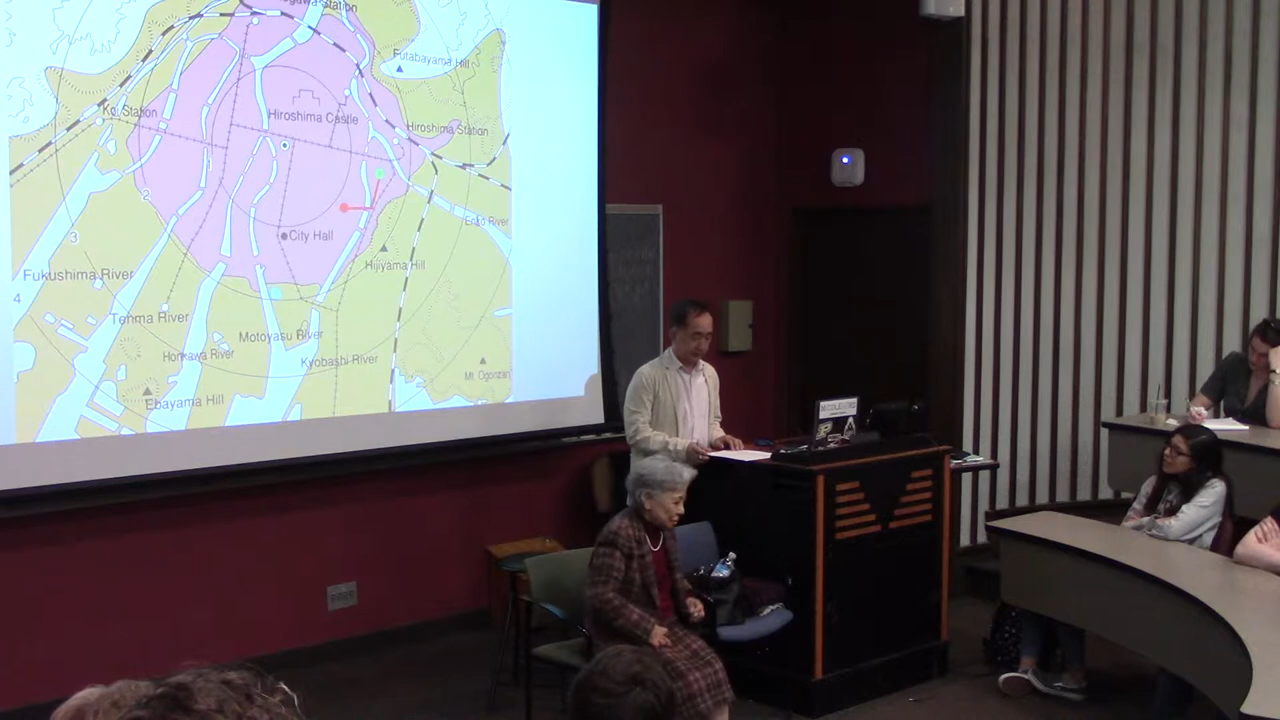 Futabayama Hill
Koi Station
Hiroshima Castle
Hiroshima Station
2
Enko River
3
City Hall
Hijiyama Hill
Fukushima River
4
Tenma River
Motoyasu River
Honkawa River
Kyobashi River
Mt. Ogonzan
Ebayama Hill